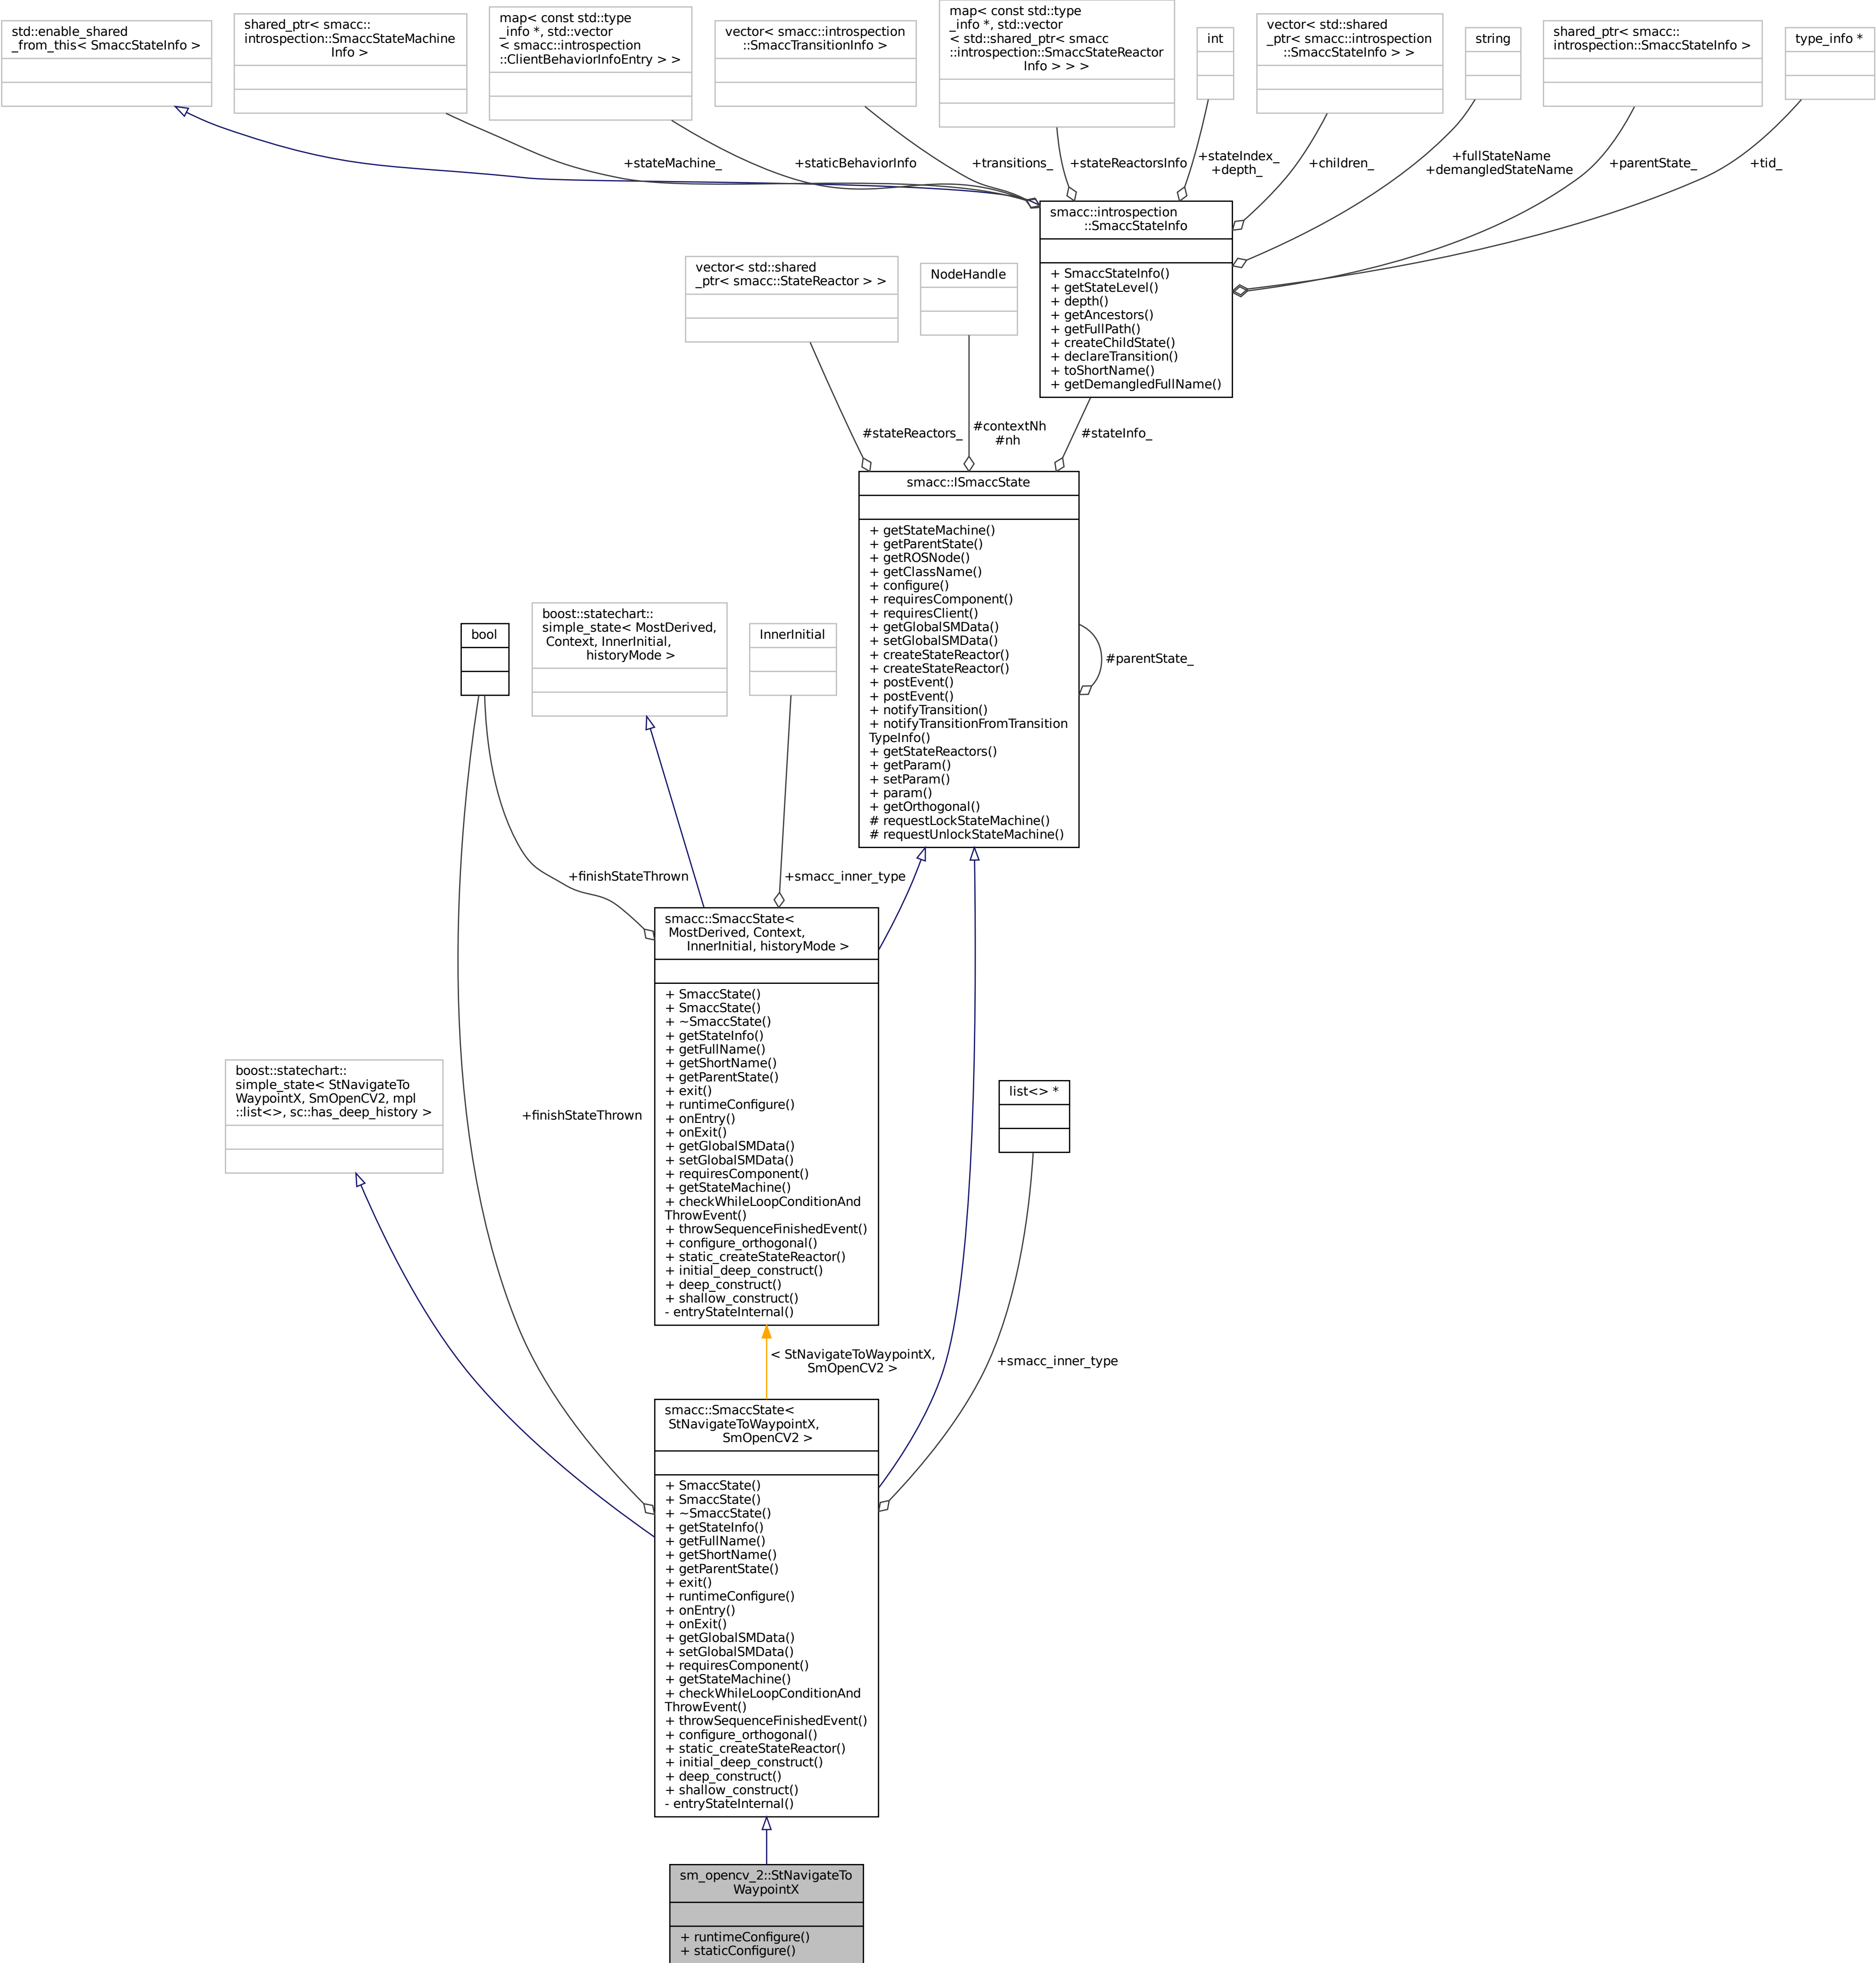 std::enable_shared
_from_this< SmaccStateInfo >
shared_ptr< smacc::
introspection::SmaccStateMachine
Info >
map< const std::type
_info *, std::vector
< smacc::introspection
::ClientBehaviorInfoEntry > >
vector< smacc::introspection
::SmaccTransitionInfo >
map< const std::type
_info *, std::vector
< std::shared_ptr< smacc
::introspection::SmaccStateReactor
Info > > >
int
vector< std::shared
_ptr< smacc::introspection
::SmaccStateInfo > >
string
shared_ptr< smacc::
introspection::SmaccStateInfo >
type_info *
+stateMachine_
+staticBehaviorInfo
+transitions_
+stateReactorsInfo
+stateIndex_
+depth_
+children_
+fullStateName
+demangledStateName
+parentState_
+tid_
smacc::introspection
::SmaccStateInfo
+ SmaccStateInfo()
+ getStateLevel()
+ depth()
+ getAncestors()
+ getFullPath()
+ createChildState()
+ declareTransition()
+ toShortName()
+ getDemangledFullName()
vector< std::shared
_ptr< smacc::StateReactor > >
NodeHandle
#stateReactors_
#contextNh
#nh
#stateInfo_
smacc::ISmaccState
+ getStateMachine()
+ getParentState()
+ getROSNode()
+ getClassName()
+ configure()
+ requiresComponent()
+ requiresClient()
+ getGlobalSMData()
+ setGlobalSMData()
+ createStateReactor()
+ createStateReactor()
+ postEvent()
+ postEvent()
+ notifyTransition()
+ notifyTransitionFromTransition
TypeInfo()
+ getStateReactors()
+ getParam()
+ setParam()
+ param()
+ getOrthogonal()
# requestLockStateMachine()
# requestUnlockStateMachine()
#parentState_
bool
boost::statechart::
simple_state< MostDerived,
Context, InnerInitial,
historyMode >
InnerInitial
+finishStateThrown
+smacc_inner_type
smacc::SmaccState<
MostDerived, Context,
InnerInitial, historyMode >
+ SmaccState()
+ SmaccState()
+ ~SmaccState()
+ getStateInfo()
+ getFullName()
+ getShortName()
+ getParentState()
+ exit()
+ runtimeConfigure()
+ onEntry()
+ onExit()
+ getGlobalSMData()
+ setGlobalSMData()
+ requiresComponent()
+ getStateMachine()
+ checkWhileLoopConditionAnd
ThrowEvent()
+ throwSequenceFinishedEvent()
+ configure_orthogonal()
+ static_createStateReactor()
+ initial_deep_construct()
+ deep_construct()
+ shallow_construct()
- entryStateInternal()
boost::statechart::
simple_state< StNavigateTo
WaypointX, SmOpenCV2, mpl
::list<>, sc::has_deep_history >
+finishStateThrown
list<> *
< StNavigateToWaypointX,
SmOpenCV2 >
+smacc_inner_type
smacc::SmaccState<
StNavigateToWaypointX,
SmOpenCV2 >
+ SmaccState()
+ SmaccState()
+ ~SmaccState()
+ getStateInfo()
+ getFullName()
+ getShortName()
+ getParentState()
+ exit()
+ runtimeConfigure()
+ onEntry()
+ onExit()
+ getGlobalSMData()
+ setGlobalSMData()
+ requiresComponent()
+ getStateMachine()
+ checkWhileLoopConditionAnd
ThrowEvent()
+ throwSequenceFinishedEvent()
+ configure_orthogonal()
+ static_createStateReactor()
+ initial_deep_construct()
+ deep_construct()
+ shallow_construct()
- entryStateInternal()
sm_opencv_2::StNavigateTo
WaypointX
+ runtimeConfigure()
+ staticConfigure()